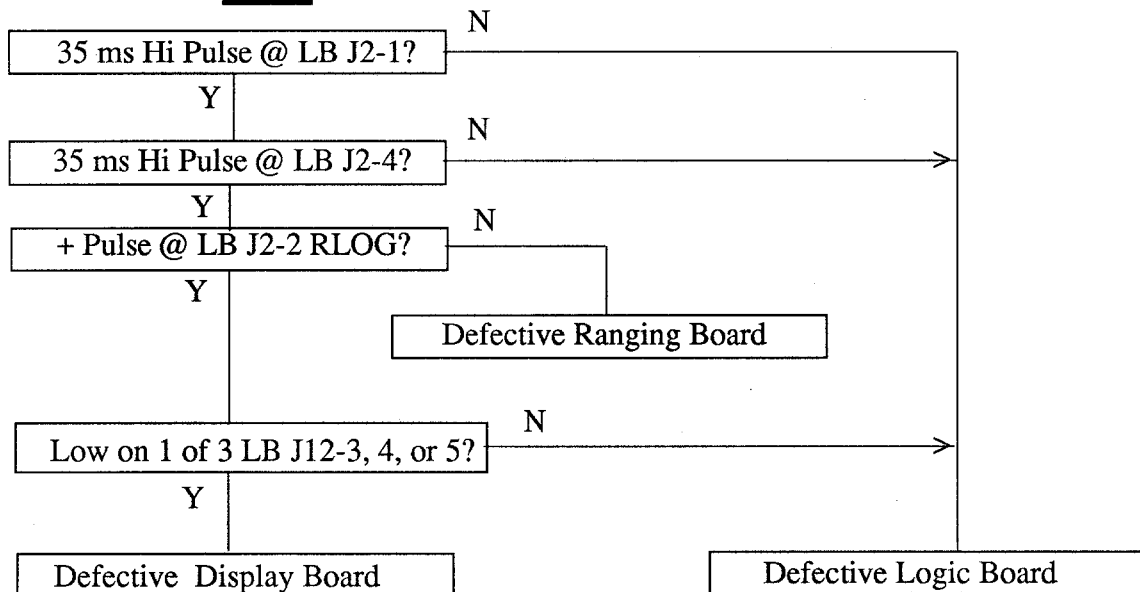 N
35 ms Hi Pulse @ LB J2-1?
Y
N
35 ms Hi Pulse @ LB J2-4?
Y
N
+ Pulse @ LB J2-2 RLOG?
Y
Defective Ranging Board
N
Low on 1 of 3 LB J12-3, 4, or 5?
Y
Defective Display Board
Defective Logic Board